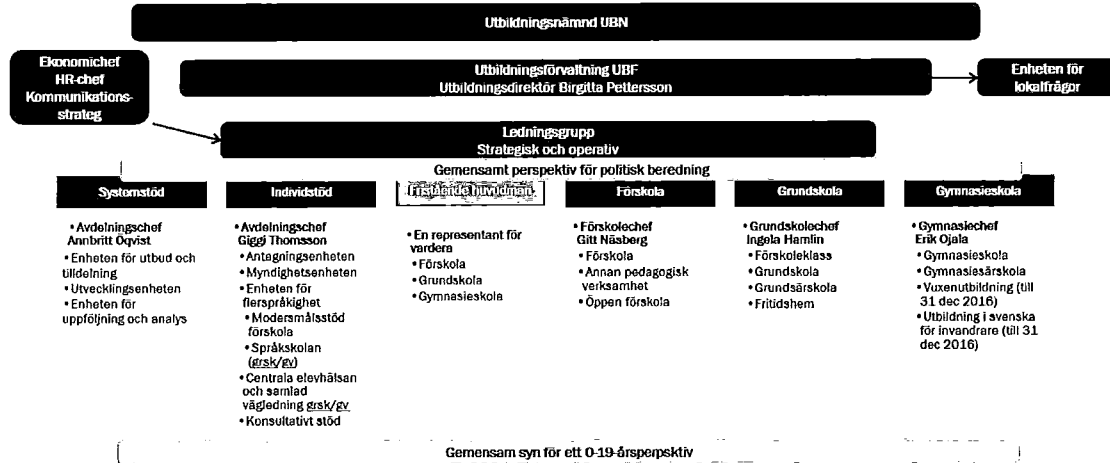 Utbildningsnämnd UBN
Ekonomichef
HR-chef
Kommunikations-
strateg
Utbildningsförvaltning UBF
Utbildningsdirektör Birgitta Pettersson
Enheten för
lokalfrågor
Ledningsgrupp
Strategisk och operativ
Gemensamt perspektiv för politisk beredning
Systemstöd
• Avdelningschef
Annbritt Öqvist
• Enheten för utbud och
tilldelning
• Utvecklingsenheten
• Enheten för
uppföljning och analys
Individstöd
• Avdelningschef
Giggi Thomsson
• Antagningsenheten
• Myndighetsenheten
• Enheten för
flerspråkighet
• Modersmålsstöd
förskola
• Språkskolan
(grsk/gy)
• Centrala elevhälsan
och samlad
vägledning grsk/gy
• Konsultativt stöd
Fristående huvudmän
• En representant för
vardera
• Förskola
• Grundskola
• Gymnasieskola
Förskola
• Förskolechef
Gitt Näsberg
• Förskola
• Annan pedagogisk
verksamhet
• Öppen förskola
Grundskola
• Grundskolechef
Ingela Hamlin
• Förskoleklass
• Grundskola
• Grundsärskola
• Fritidshem
Gymnasieskola
• Gymnasiechef
Erik Ojala
• Gymnasieskola
• Gymnasiesärskola
• Vuxenutbildning (till
31 dec 2016)
• Utbildning i svenska
för invandrare (till 31
dec 2016)
Gemensam syn för ett 0-19-årsperspktiv